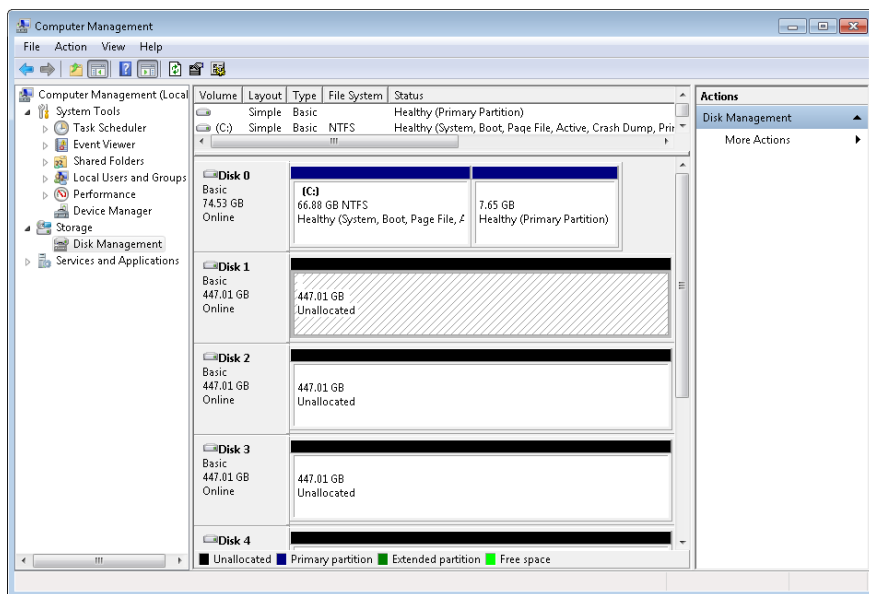 Computer Management
File Action View Help
Computer Management (Local
System Tools
Task Scheduler
Event Viewer
Shared Folders
Local Users and Groups
Performance
Device Manager
Storage
Disk Management
Services and Applications
Volume Layout Type File System Status
Simple Basic Healthy (Primary Partition)
(C:) Simple Basic NTFS Healthy (System, Boot, Page File, Active, Crash Dump, Prir
Disk 0
Basic
74.53 GB
Online
(C:)
66.88 GB NTFS
Healthy (System, Boot, Page File, A
7.65 GB
Healthy (Primary Partition)
Disk 1
Basic
447.01 GB
Online
447.01 GB
Unallocated
Disk 2
Basic
447.01 GB
Online
447.01 GB
Unallocated
Disk 3
Basic
447.01 GB
Online
447.01 GB
Unallocated
Disk 4
Unallocated Primary partition Extended partition Free space
Actions
Disk Management
More Actions